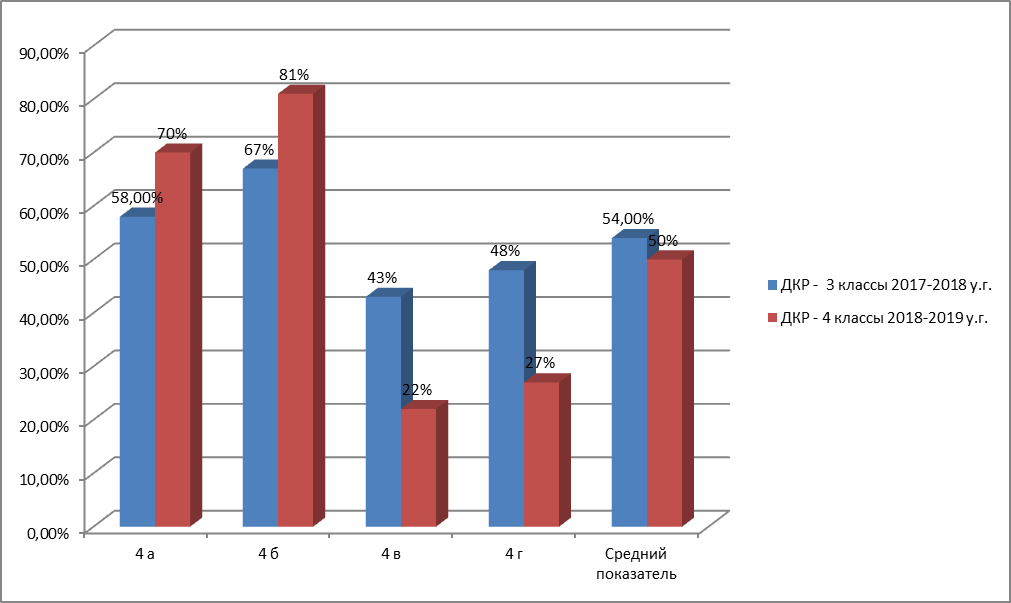 90,00%
80,00%
70,00%
60,00%
50,00%
40,00%
30,00%
20,00%
10,00%
0,00%
58,00%
70%
67%
81%
43%
22%
48%
27%
54,00%
50%
4 а
4 б
4 в
4 г
Средний
показатель
ДКР -  3 классы 2017-2018 у.г.
ДКР - 4 классы 2018-2019 у.г.